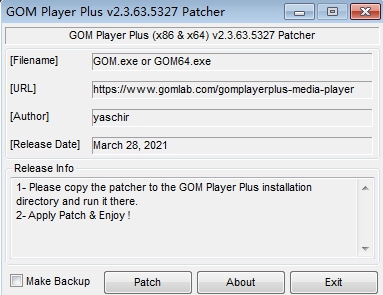 GOM Player Plus v2.3.63.5327 Patcher
GOM Player Plus (x86 & x64) v2.3.63.5327 Patcher
[Filename] GOM.exe or GOM64.exe
[URL] https://www.gomlab.com/gomplayerplus-media-player
[Author] yaschir
[Release Date] March 28, 2021
Release Info
1- Please copy the patcher to the GOM Player Plus installation
directory and run it there.
2- Apply Patch & Enjoy !
Make Backup Patch About Exit